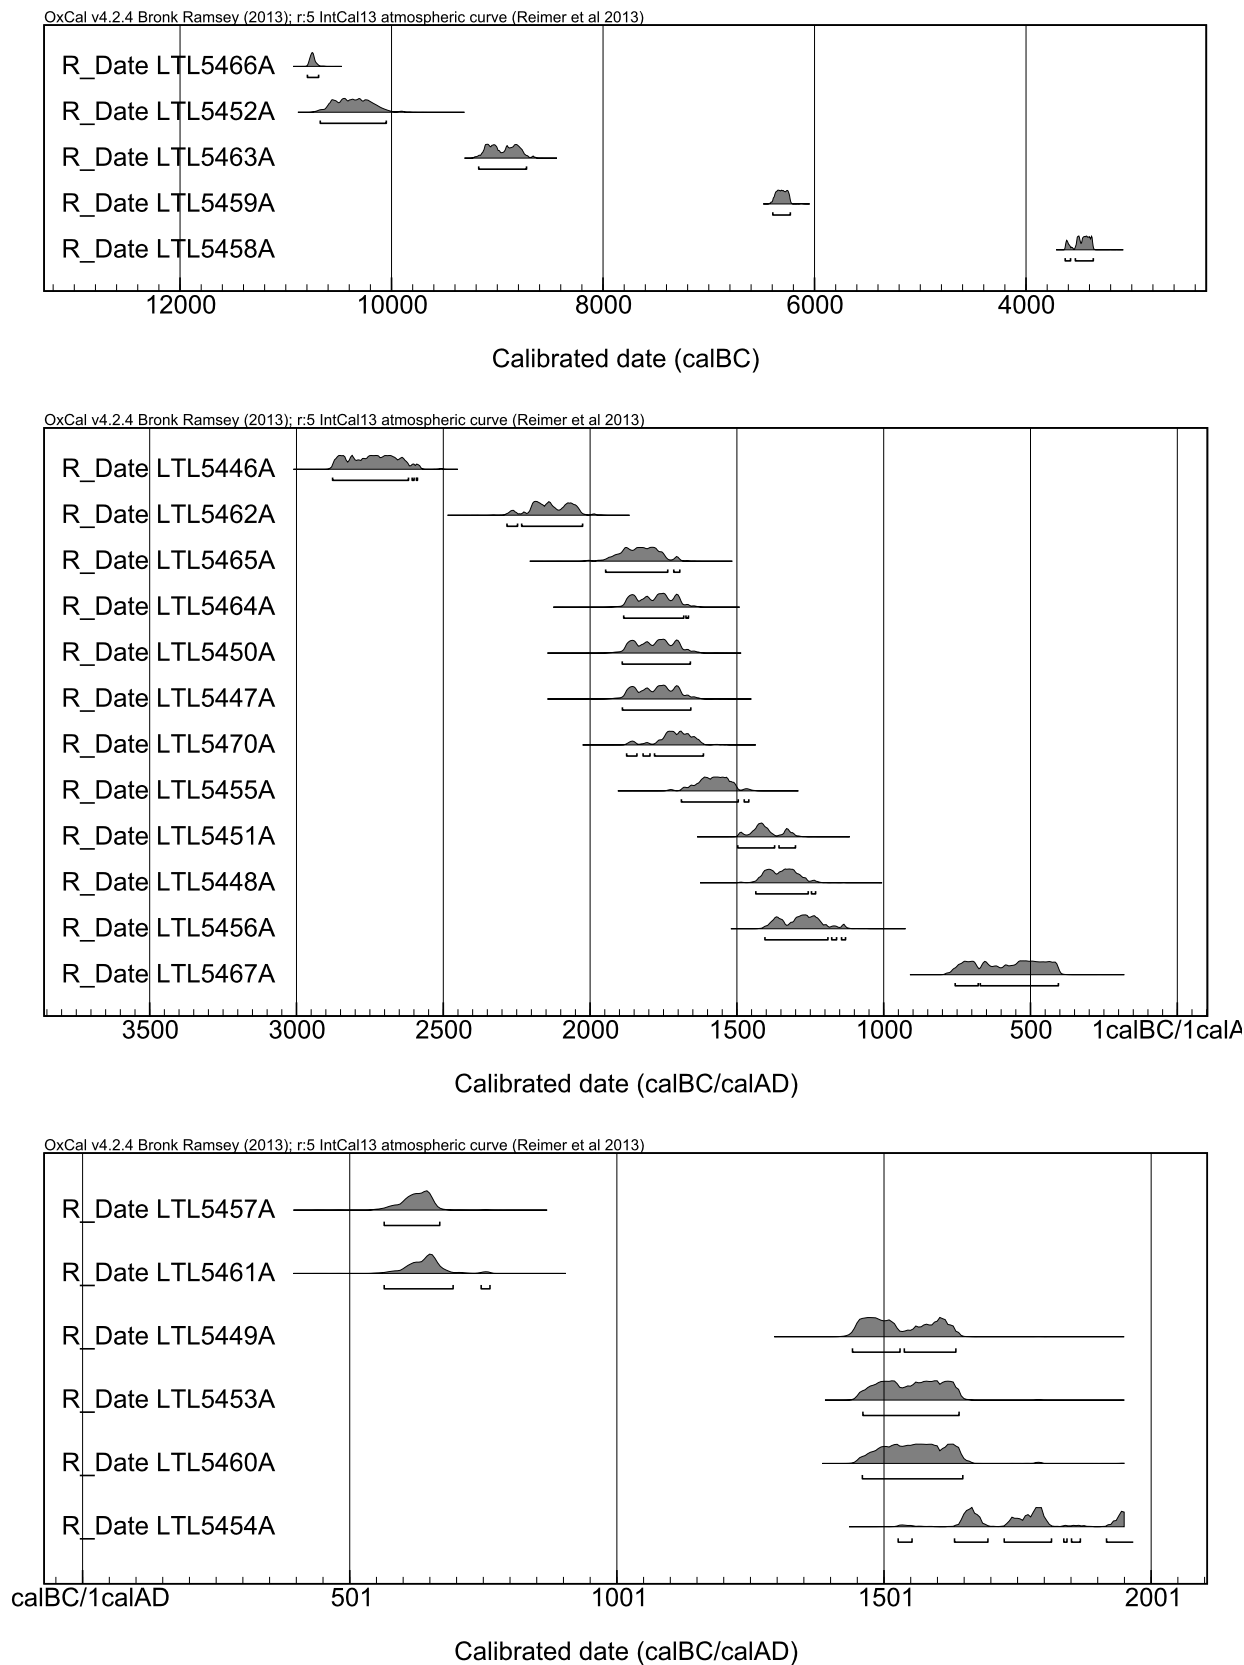 OxCal v4.2.4 Bronk Ramsey (2013); r:5 IntCal13 atmospheric curve (Reimer et al 2013)
R_Date LTL5466A
R_Date LTL5452A
R_Date LTL5463A
R_Date LTL5459A
R_Date LTL5458A
12000 10000 8000 6000 4000
Calibrated date (calBC)
OxCal v4.2.4 Bronk Ramsey (2013); r:5 IntCal13 atmospheric curve (Reimer et al 2013)
R_Date LTL5446A
R_Date LTL5462A
R_Date LTL5465A
R_Date LTL5464A
R_Date LTL5450A
R_Date LTL5447A
R_Date LTL5470A
R_Date LTL5455A
R_Date LTL5451A
R_Date LTL5448A
R_Date LTL5456A
R_Date LTL5467A
3500 3000 2500 2000 1500 1000 500 1calBC/1calA
Calibrated date (calBC/calAD)
OxCal v4.2.4 Bronk Ramsey (2013); r:5 IntCal13 atmospheric curve (Reimer et al 2013)
R_Date LTL5457A
R_Date LTL5461A
R_Date LTL5449A
R_Date LTL5453A
R_Date LTL5460A
R_Date LTL5454A
calBC/1calAD 501 1001 1501 2001
Calibrated date (calBC/calAD)